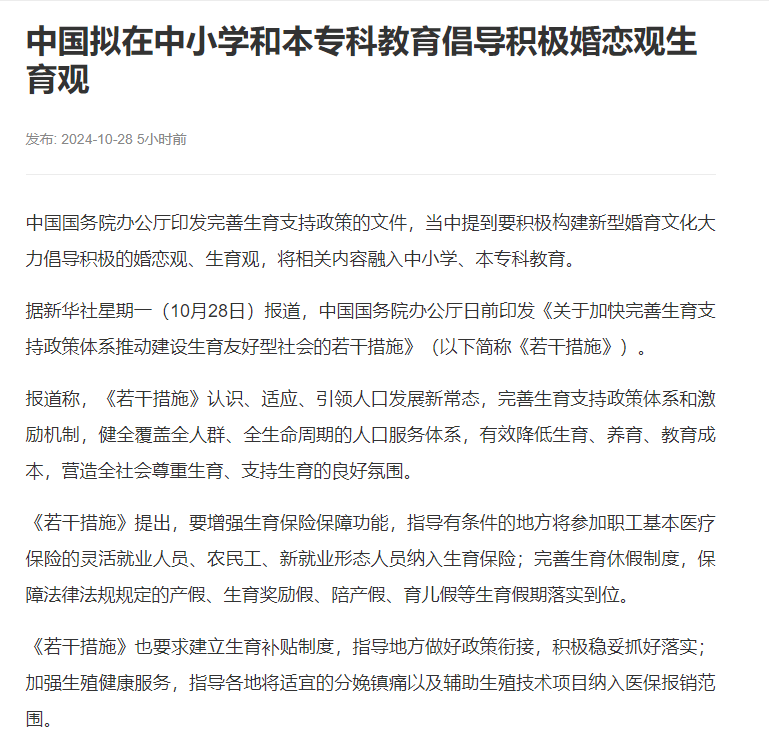 中国拟在中小学和本专科教育倡导积极婚恋观生
育观
发布: 2024-10-28 5小时前
中国国务院办公厅印发完善生育支持政策的文件，当中提到要积极构建新型婚育文化大
力倡导积极的婚恋观、生育观，将相关内容融入中小学、本专科教育。
据新华社星期一（10月28日）报道，中国国务院办公厅日前印发《关于加快完善生育支
持政策体系推动建设生育友好型社会的若干措施》（以下简称《若干措施》）。
报道称，《若干措施》认识、适应、引领人口发展新常态，完善生育支持政策体系和激
励机制，健全覆盖全人群、全生命周期的人口服务体系，有效降低生育、养育、教育成
本，营造全社会尊重生育、支持生育的良好氛围。
《若干措施》提出，要增强生育保险保障功能，指导有条件的地方将参加职工基本医疗
保险的灵活就业人员、农民工、新就业形态人员纳入生育保险；完善生育休假制度，保
障法律法规规定的产假、生育奖励假、陪产假、育儿假等生育假期落实到位。
《若干措施》也要求建立生育补贴制度，指导地方做好政策衔接，积极稳妥抓好落实；
加强生殖健康服务，指导各地将适宜的分娩镇痛以及辅助生殖技术项目纳入医保报销范
围。